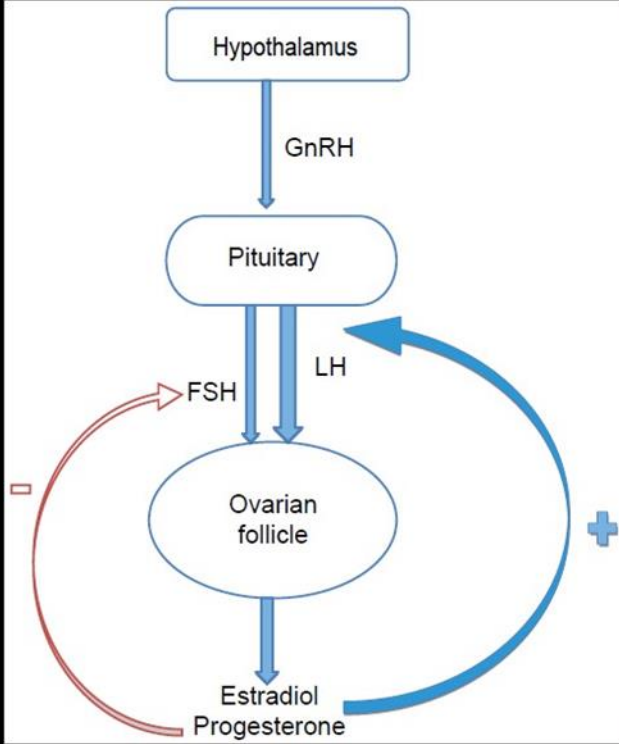 Hypothalamus
GnRH
Pituitary
LH
FSH
-
+
Ovarian
follicle
Estradiol
Progesterone